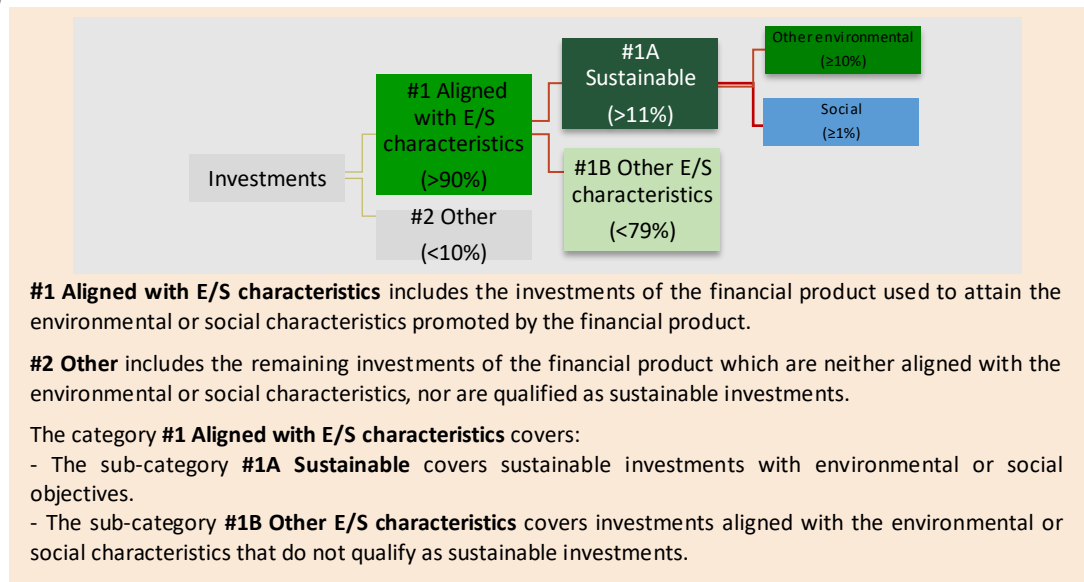 Investments
#1 Aligned
with E/S
characteristics
(>90%)
#2 Other
(<10%)
#1A
Sustainable
(>11%)
#1B Other E/S
characteristics
(<79%)
Other environmental
(≥10%)
Social
(≥1%)
#1 Aligned with E/S characteristics includes the investments of the financial product used to attain the
environmental or social characteristics promoted by the financial product.
#2 Other includes the remaining investments of the financial product which are neither aligned with the
environmental or social characteristics, nor are qualified as sustainable investments.
The category #1 Aligned with E/S characteristics covers:
- The sub-category #1A Sustainable covers sustainable investments with environmental or social
objectives.
- The sub-category #1B Other E/S characteristics covers investments aligned with the environmental or
social characteristics that do not qualify as sustainable investments.